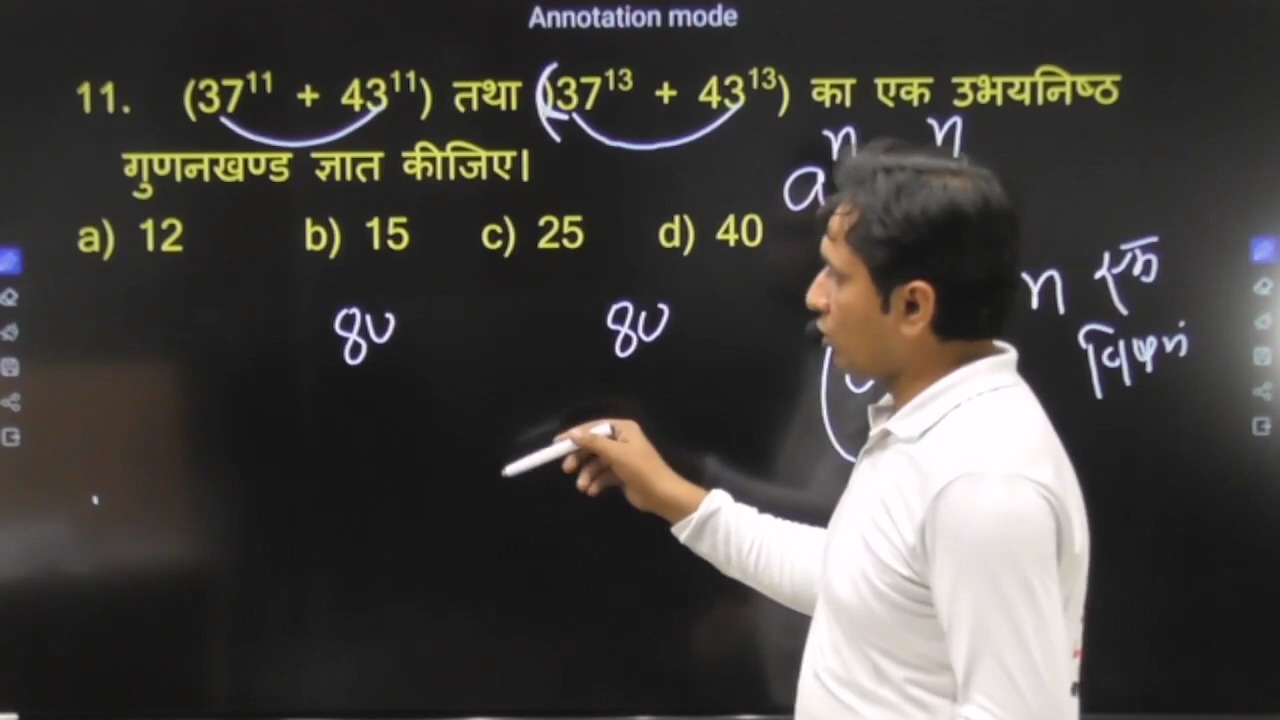 Annotation mode
11. (37¹¹ + 43¹¹) तथा (37¹³ + 43¹³) का एक उभयनिष्ठ
गुणनखण्ड ज्ञात कीजिए।
aⁿ n
a) 12 b) 15 c) 25 d) 40
n एक
विषम
80 80